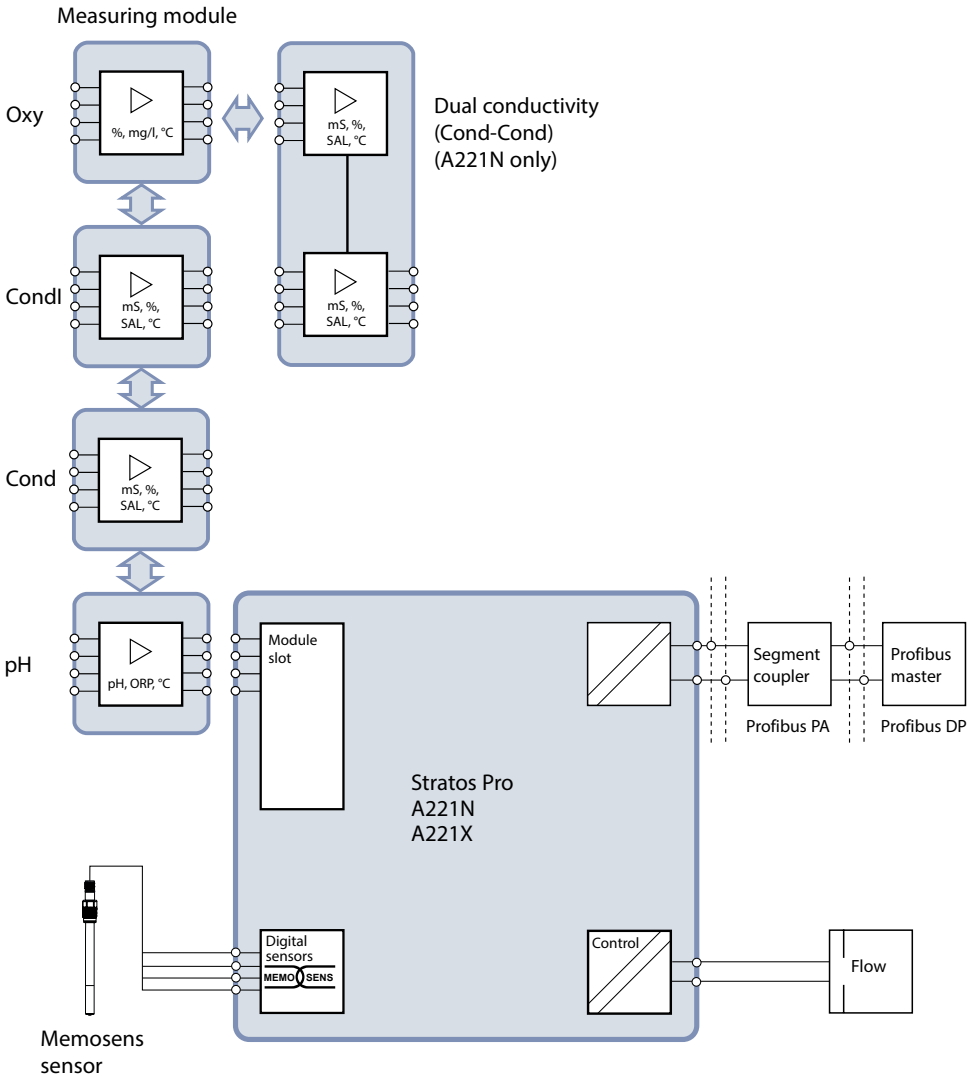 Measuring module
Oxy
%, mg/l, °C
mS, %,
SAL, °C
Dual conductivity
(Cond-Cond)
(A221N only)
CondI
mS, %,
SAL, °C
mS, %,
SAL, °C
Cond
mS, %,
SAL, °C
pH
pH, ORP, °C
Module
slot
Segment
coupler
Profibus
master
Profibus PA
Profibus DP
Stratos Pro
A221N
A221X
Digital
sensors
MEMO SENS
Control
Flow
Memosens
sensor